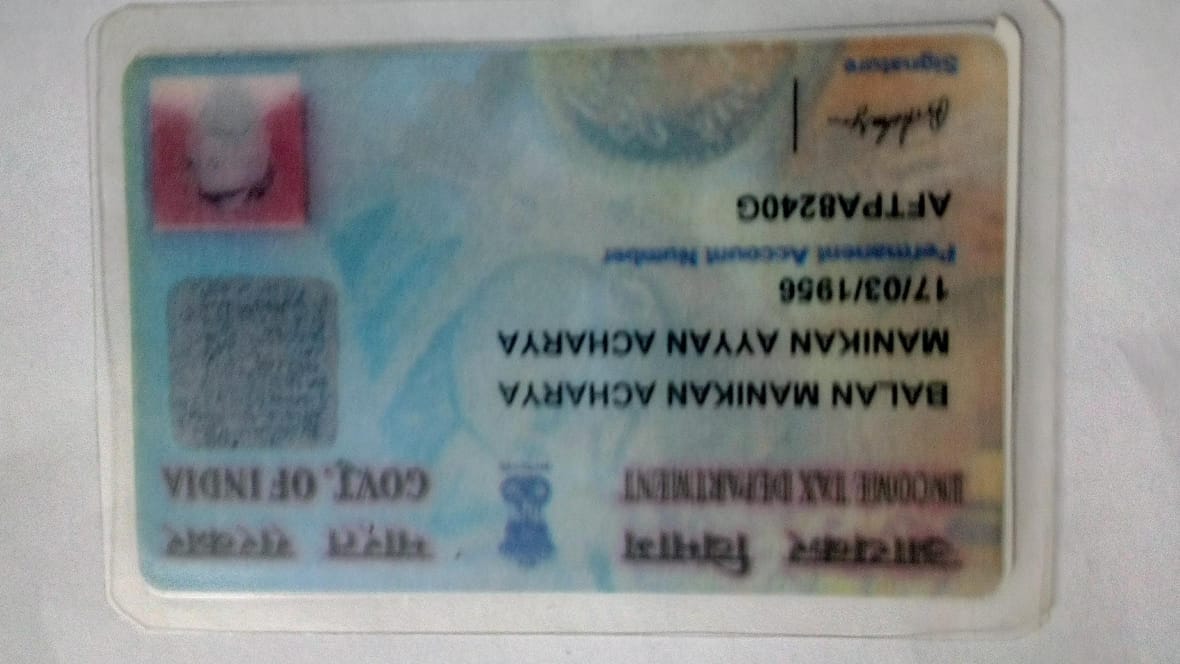 आयकर विभाग
INCOME TAX DEPARTMENT
भारत सरकार
GOVT. OF INDIA
BALAN MANIKAN ACHARYA
MANIKAN AYYAN ACHARYA
17/03/1956
Permanent Account Number
AFTPA8240G
Signature